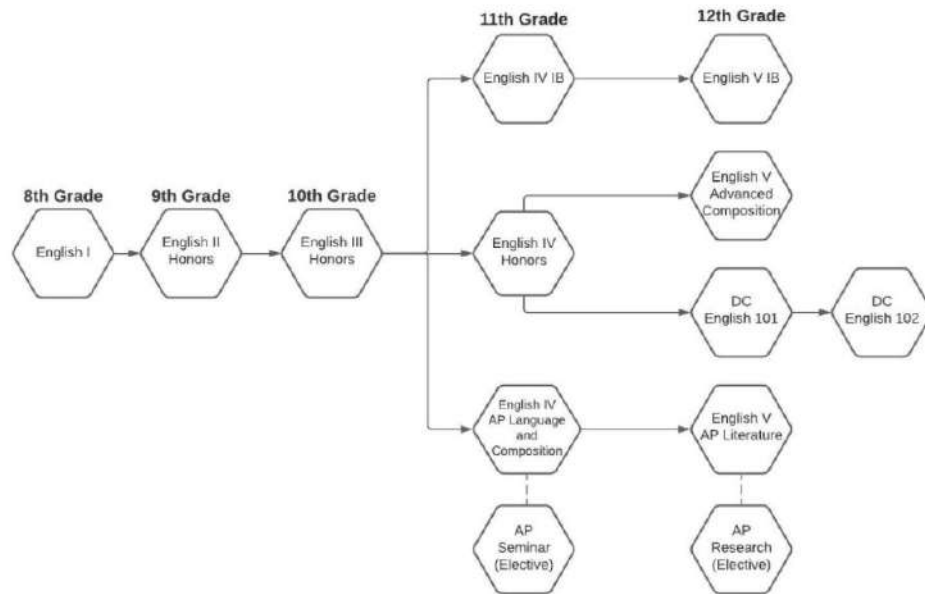 11th Grade
12th Grade
English IV IB
English V IB
8th Grade
9th Grade
10th Grade
English I
English II
Honors
English III
Honors
English IV
Honors
English V
Advanced
Composition
DC
English 101
DC
English 102
English IV
AP Language
and
Composition
English V
AP Literature
AP
Seminar
(Elective)
AP
Research
(Elective)